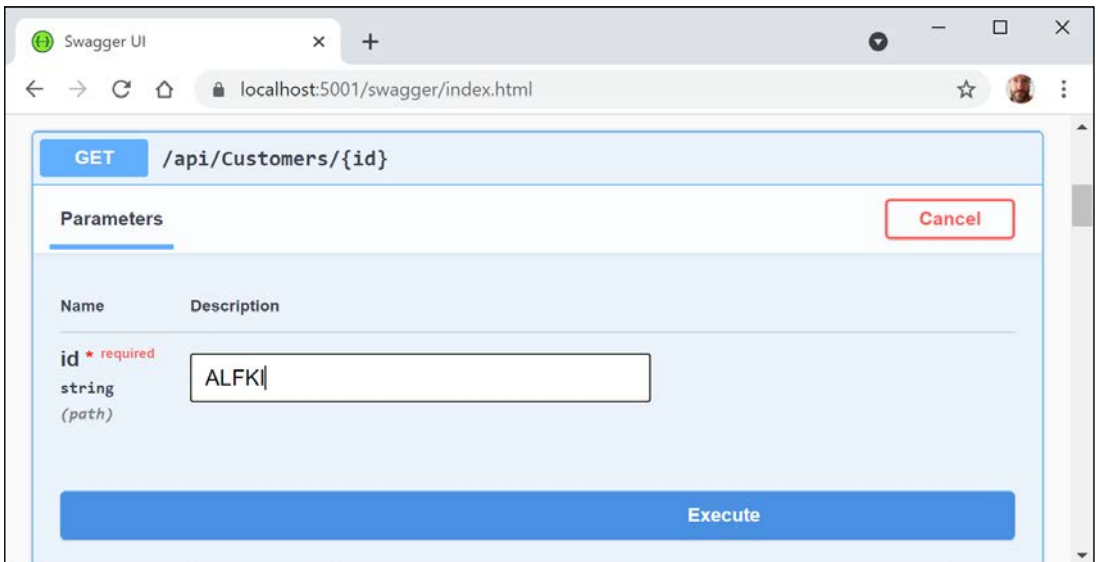 Swagger UI
localhost:5001/swagger/index.html
GET /api/Customers/{id}
Parameters Cancel
Name Description
id * required
ALFKI
string
(path)
Execute